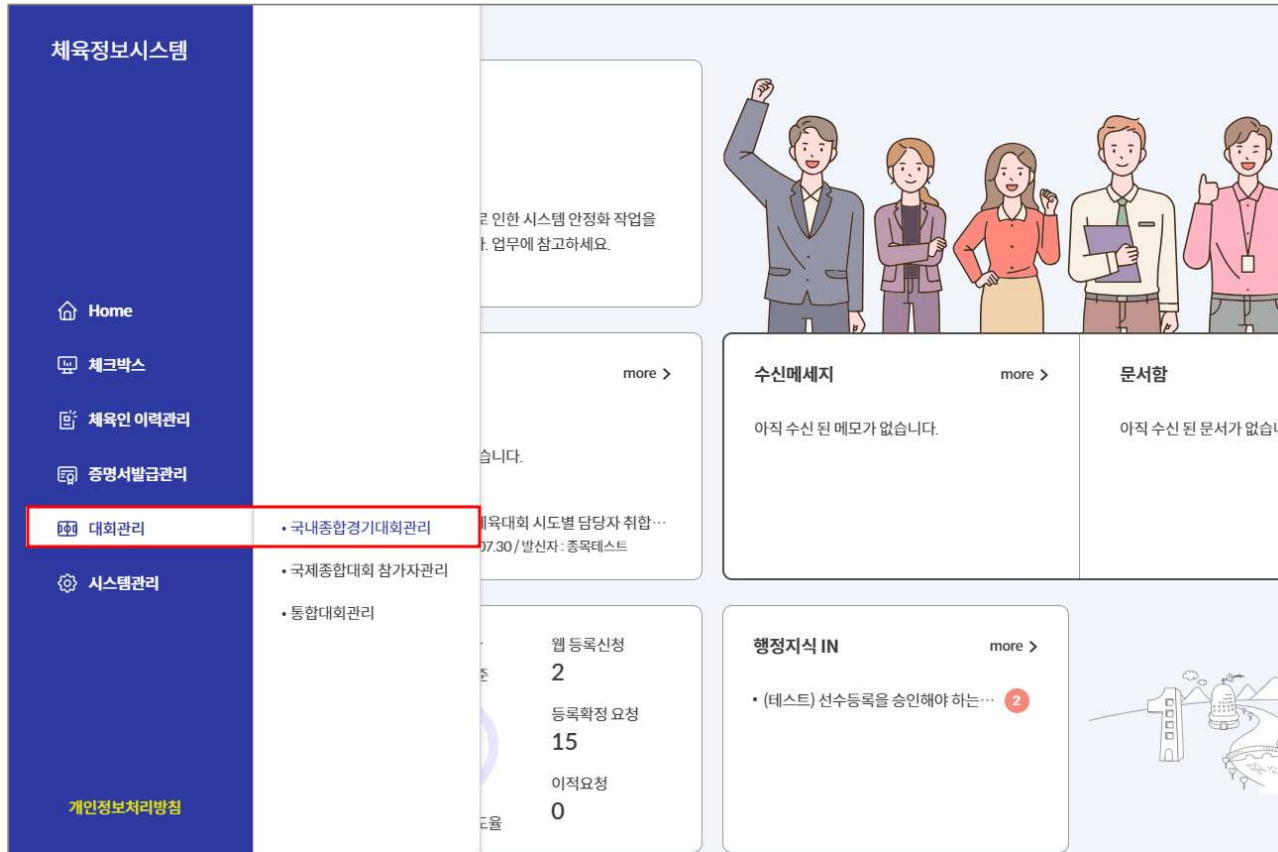 체육정보시스템
Home
체크박스
체육인 이력관리
증명서발급관리
대회관리
시스템관리
개인정보처리방침
• 국내종합경기대회관리
• 국제종합대회 참가자관리
• 통합대회관리
로 인한 시스템 안정화 작업을
업무에 참고하세요.
more >
습니다.
체육대회 시도별 담당자 취합…
07.30 / 발신자 : 종목테스트
수신메세지 more >
아직 수신 된 메모가 없습니다.
문서함
아직 수신 된 문서가 없습니
웹 등록신청
2
등록확정 요청
15
이적요청
0
도율
행정지식 IN more >
• (테스트) 선수등록을 승인해야 하는… 2